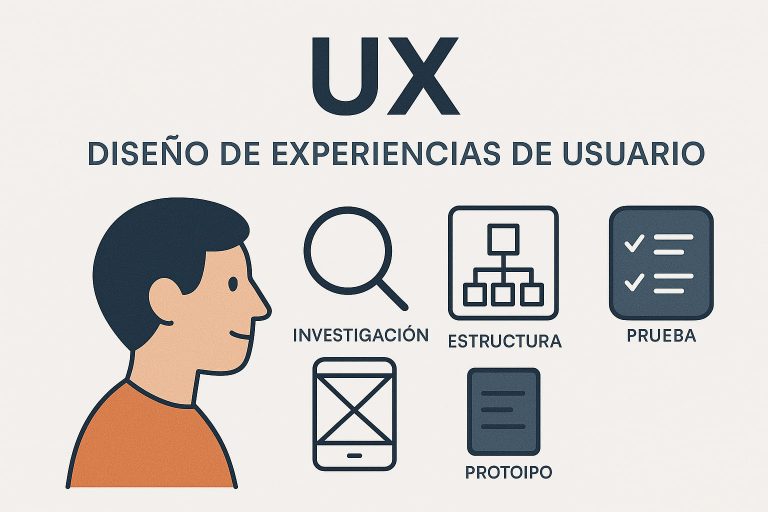 UX
DISEÑO DE EXPERIENCIAS DE USUARIO
INVESTIGACIÓN
ESTRUCTURA
PRUEBA
PROTOIPO